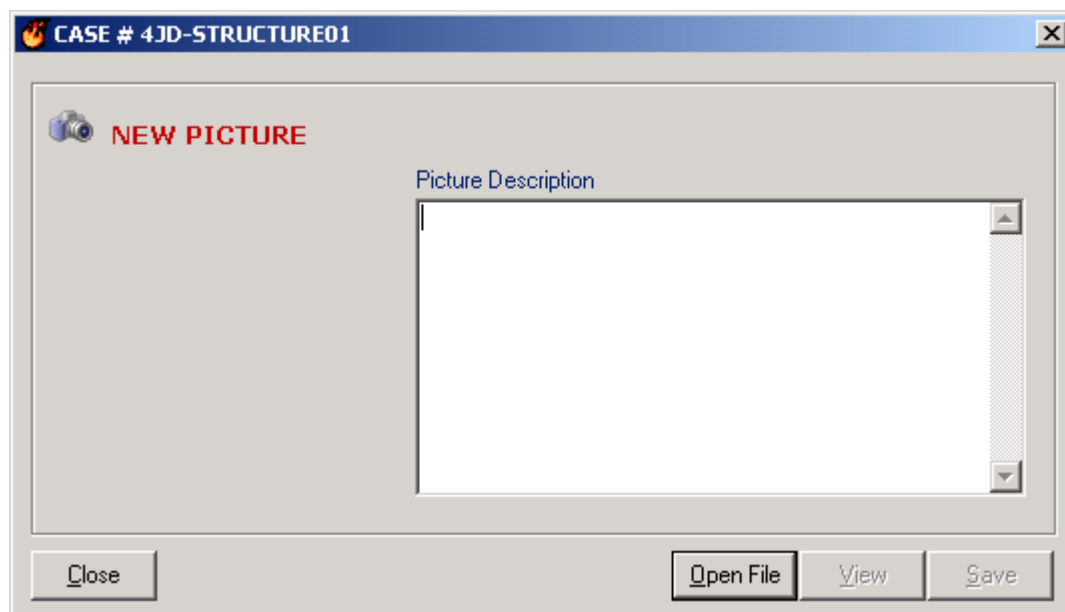 CASE # 4JD-STRUCTURE01
NEW PICTURE
Picture Description
Close
Open File
View
Save